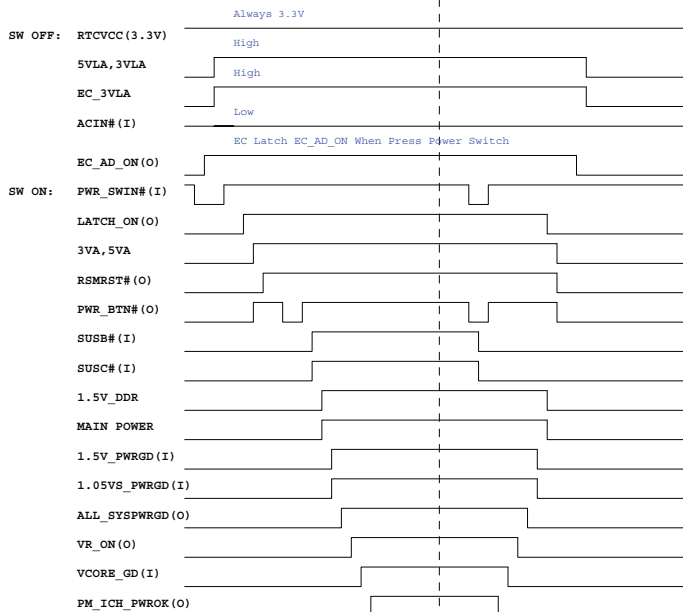 Always 3.3V
SW OFF: RTCVCC(3.3V)
High
5VLA,3VLA
High
EC_3VLA
Low
ACIN#(I)
EC Latch EC_AD_ON When Press Power Switch
EC_AD_ON(O)
SW ON: PWR_SWIN#(I)
LATCH_ON(O)
3VA,5VA
RSMRST#(O)
PWR_BTN#(O)
SUSB#(I)
SUSC#(I)
1.5V_DDR
MAIN POWER
1.5V_PWRGD(I)
1.05VS_PWRGD(I)
ALL_SYSPWRGD(O)
VR_ON(O)
VCORE_GD(I)
PM_ICH_PWROK(O)